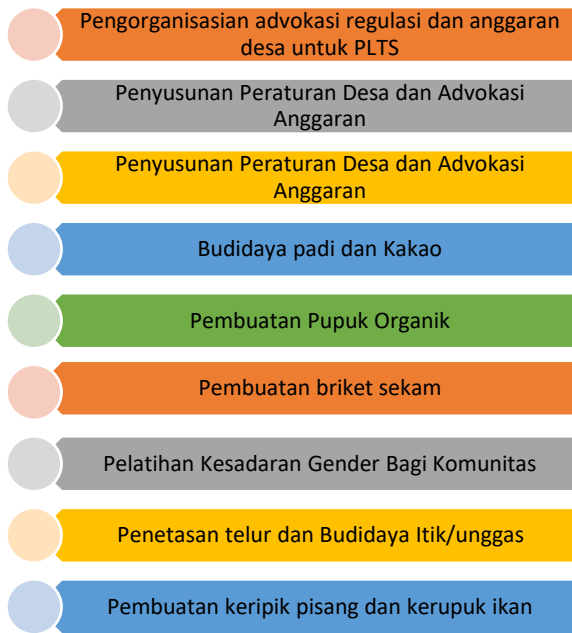 Pengorganisasian advokasi regulasi dan anggaran
desa untuk PLTS
Penyusunan Peraturan Desa dan Advokasi
Anggaran
Penyusunan Peraturan Desa dan Advokasi
Anggaran
Budidaya padi dan Kakao
Pembuatan Pupuk Organik
Pembuatan briket sekam
Pelatihan Kesadaran Gender Bagi Komunitas
Penetasan telur dan Budidaya Itik/unggas
Pembuatan keripik pisang dan kerupuk ikan